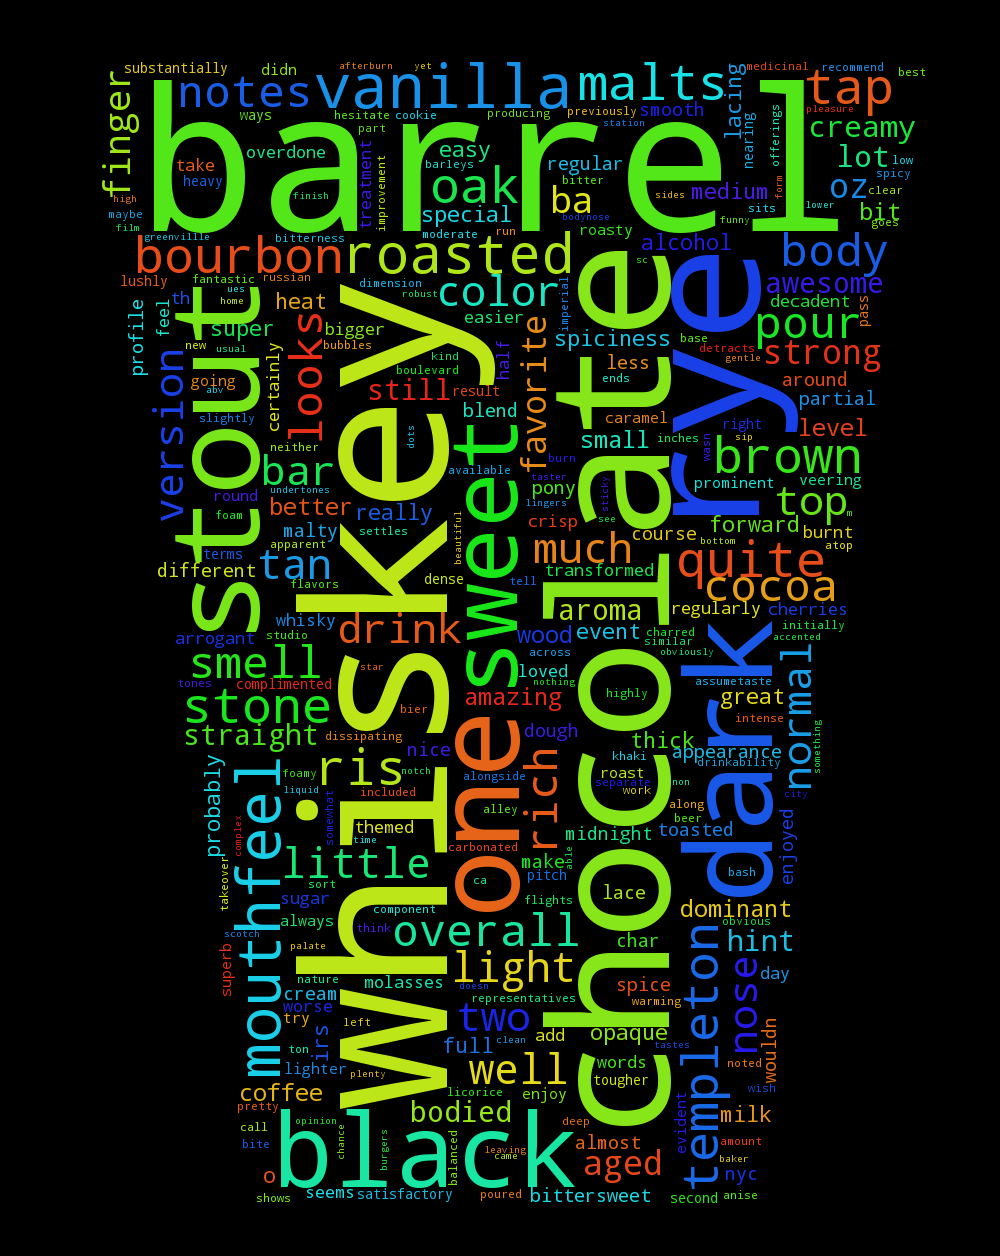 substantially
didn
afterburn
yet
medicinal
recommend
best
finger
notes
vanilla
malts
lacing
tap
ways
hesitate
cookie
producing
previously
smooth
nearing
pleasure
part
station
offerings
creamy
barrel
take
overdone
treatment
improvement
easy
barleys
regular
bitter
lot
low
spicy
heavy
finish
oak
ba
sides
medium
form
oz
clear
high
maybe
film
special
bodynose
sits
lower
bit
goes
greenvillle
bitterness
moderate
run
roasty
funny
bourbon
roasted
sc
alcohol
body
lushly
fantastic
russian
dimension
color
imperial
awesome
th
ues
home
heat
robust
decadent
profile
feel
super
bigger
easier
spiciness
base
pour
pass
new
usual
looks
bubbles
kind
boulevard
half
favorite
less
detracts
gentle
strong
stout
going
abv
certainly
still
result
ends
around
version
slightly
whiskey
dots
blend
caramel
partial
neither
bar
small
inches
wasn
right
sip
level
sweet
chocolate
rye
available
burn
taster
brown
undertones
round
pony
sticky
prominent
veering
foam
better
really
lingers
top
m
malty
settles
beautiful
crisp
see
course
forward
burnt
terms
apparent
much
bottom
atop
different
tan
flavors
dense
tell
transformed
quite
cocoa
whisky
aroma
regularly
cherries
arrogant
studio
drink
wood
event
charred
similar
obviously
initially
accented
smell
star
across
loved
nothing
dark
tones
complimented
amazing
highly
assumetaste
great
normal
stone
bier
intense
something
straight
dissipating
one
dough
thick
appearance
nice
rich
khaki
drinkability
probably
mouthfeel
foamy
ris
notch
alongside
roast
separate
work
non
city
liquid
included
along
complex
somewhat
themed
alley
beer
time
carbonated
midnight
toasted
enjoyed
takeover
little
make
able
sort
ca
pitch
bash
sugar
component
flights
lace
dominant
always
think
obvious
scotch
palate
overall
char
hint
superb
nature
molasses
light
spice
day
cream
doesn
representatives
warming
templeton
nose
worse
try
irs
left
two
add
opaque
wouldn
ton
clean
tastes
lighter
full
words
noted
coffee
plenty
well
tougher
wish
licorice
enjoy
pretty
opinion
bodied
deep
milk
call
black
chance
burgers
balanced
leaving
came
almost
evident
amount
bite
aged
baker
o
nyc
shows
seems
satisfactory
poured
bittersweet
second
anise